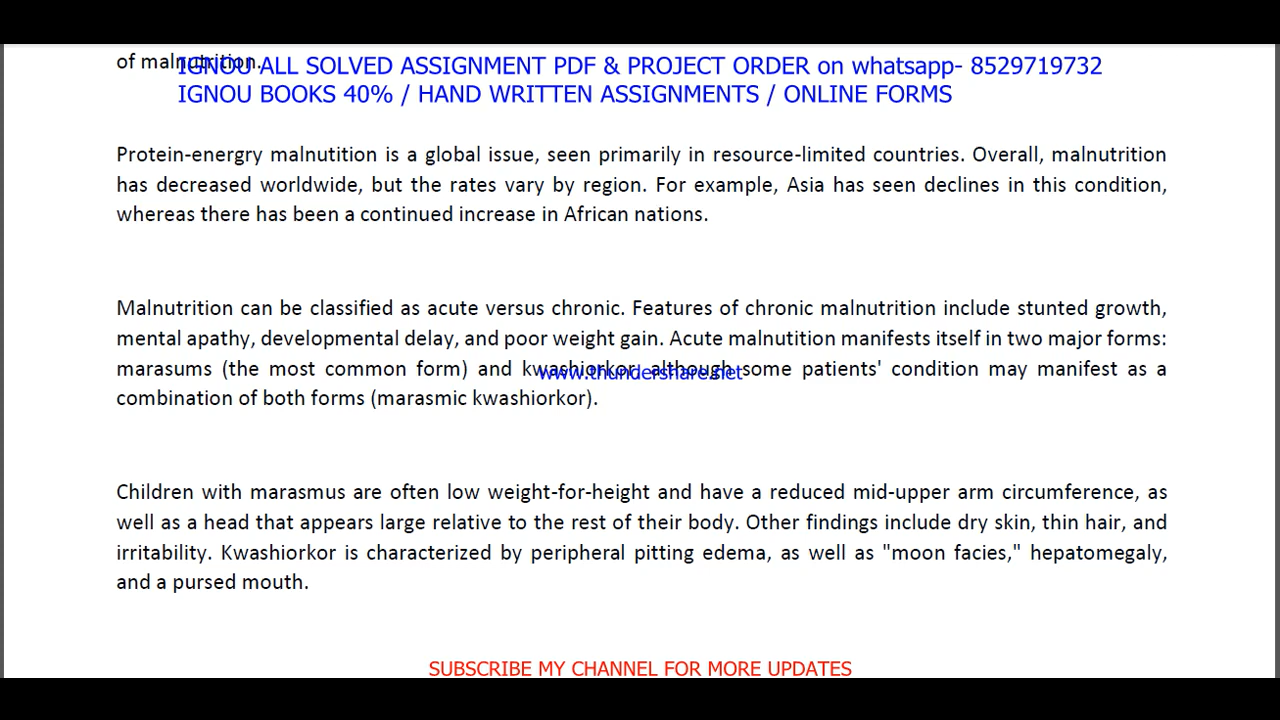 of malnutrition.
IGNOU ALL SOLVED ASSIGNMENT PDF & PROJECT ORDER on whatsapp- 8529719732
IGNOU BOOKS 40% / HAND WRITTEN ASSIGNMENTS / ONLINE FORMS
Protein-energry malnutition is a global issue, seen primarily in resource-limited countries. Overall, malnutrition
has decreased worldwide, but the rates vary by region. For example, Asia has seen declines in this condition,
whereas there has been a continued increase in African nations.
Malnutrition can be classified as acute versus chronic. Features of chronic malnutrition include stunted growth,
mental apathy, developmental delay, and poor weight gain. Acute malnutition manifests itself in two major forms:
marasums (the most common form) and kwashiorkor, although some patients' condition may manifest as a
www.thundershare.net
combination of both forms (marasmic kwashiorkor).
Children with marasmus are often low weight-for-height and have a reduced mid-upper arm circumference, as
well as a head that appears large relative to the rest of their body. Other findings include dry skin, thin hair, and
irritability. Kwashiorkor is characterized by peripheral pitting edema, as well as "moon facies," hepatomegaly,
and a pursed mouth.
SUBSCRIBE MY CHANNEL FOR MORE UPDATES